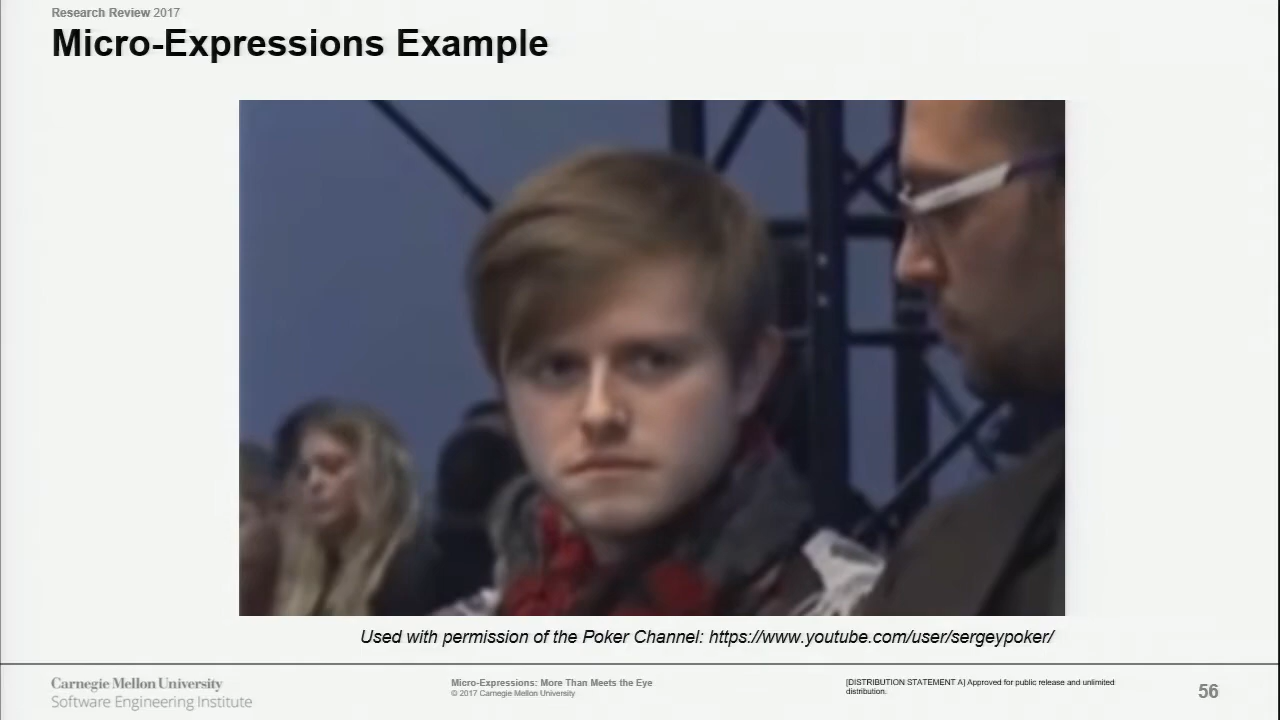 Research Review 2017
Micro-Expressions Example
Used with permission of the Poker Channel: https://www.youtube.com/user/sergeypoker/
Carnegie Mellon University
Software Engineering Institute
Micro-Expressions: More Than Meets the Eye
© 2017 Carnegie Mellon University
[DISTRIBUTION STATEMENT A] Approved for public release and unlimited
distribution.
56